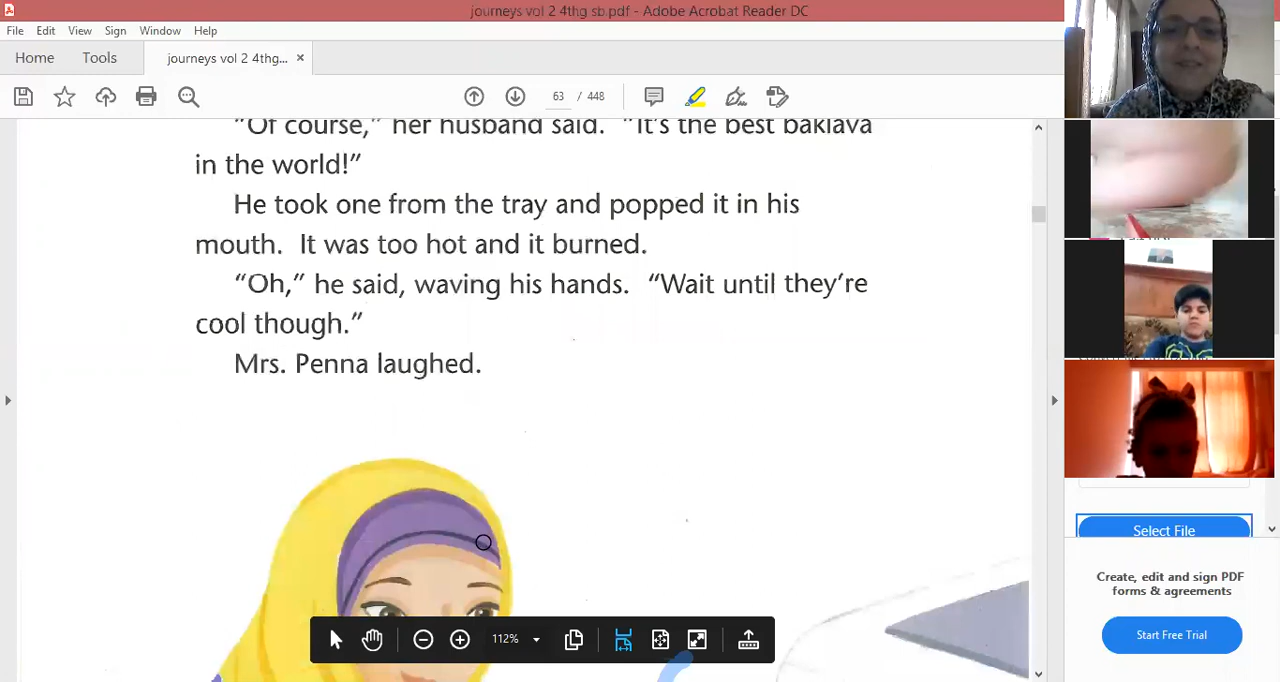 journeys vol 2 4thg sb.pdf - Adobe Acrobat Reader DC
File Edit View Sign Window Help
Home Tools journeys vol 2 4thg... ×
63 / 448
"Of course," her husband said. "It's the best baklava
in the world!"
He took one from the tray and popped it in his
mouth. It was too hot and it burned.
"Oh," he said, waving his hands. "Wait until they're
cool though."
Mrs. Penna laughed.
112%
Select File
Create, edit and sign PDF
forms & agreements
Start Free Trial